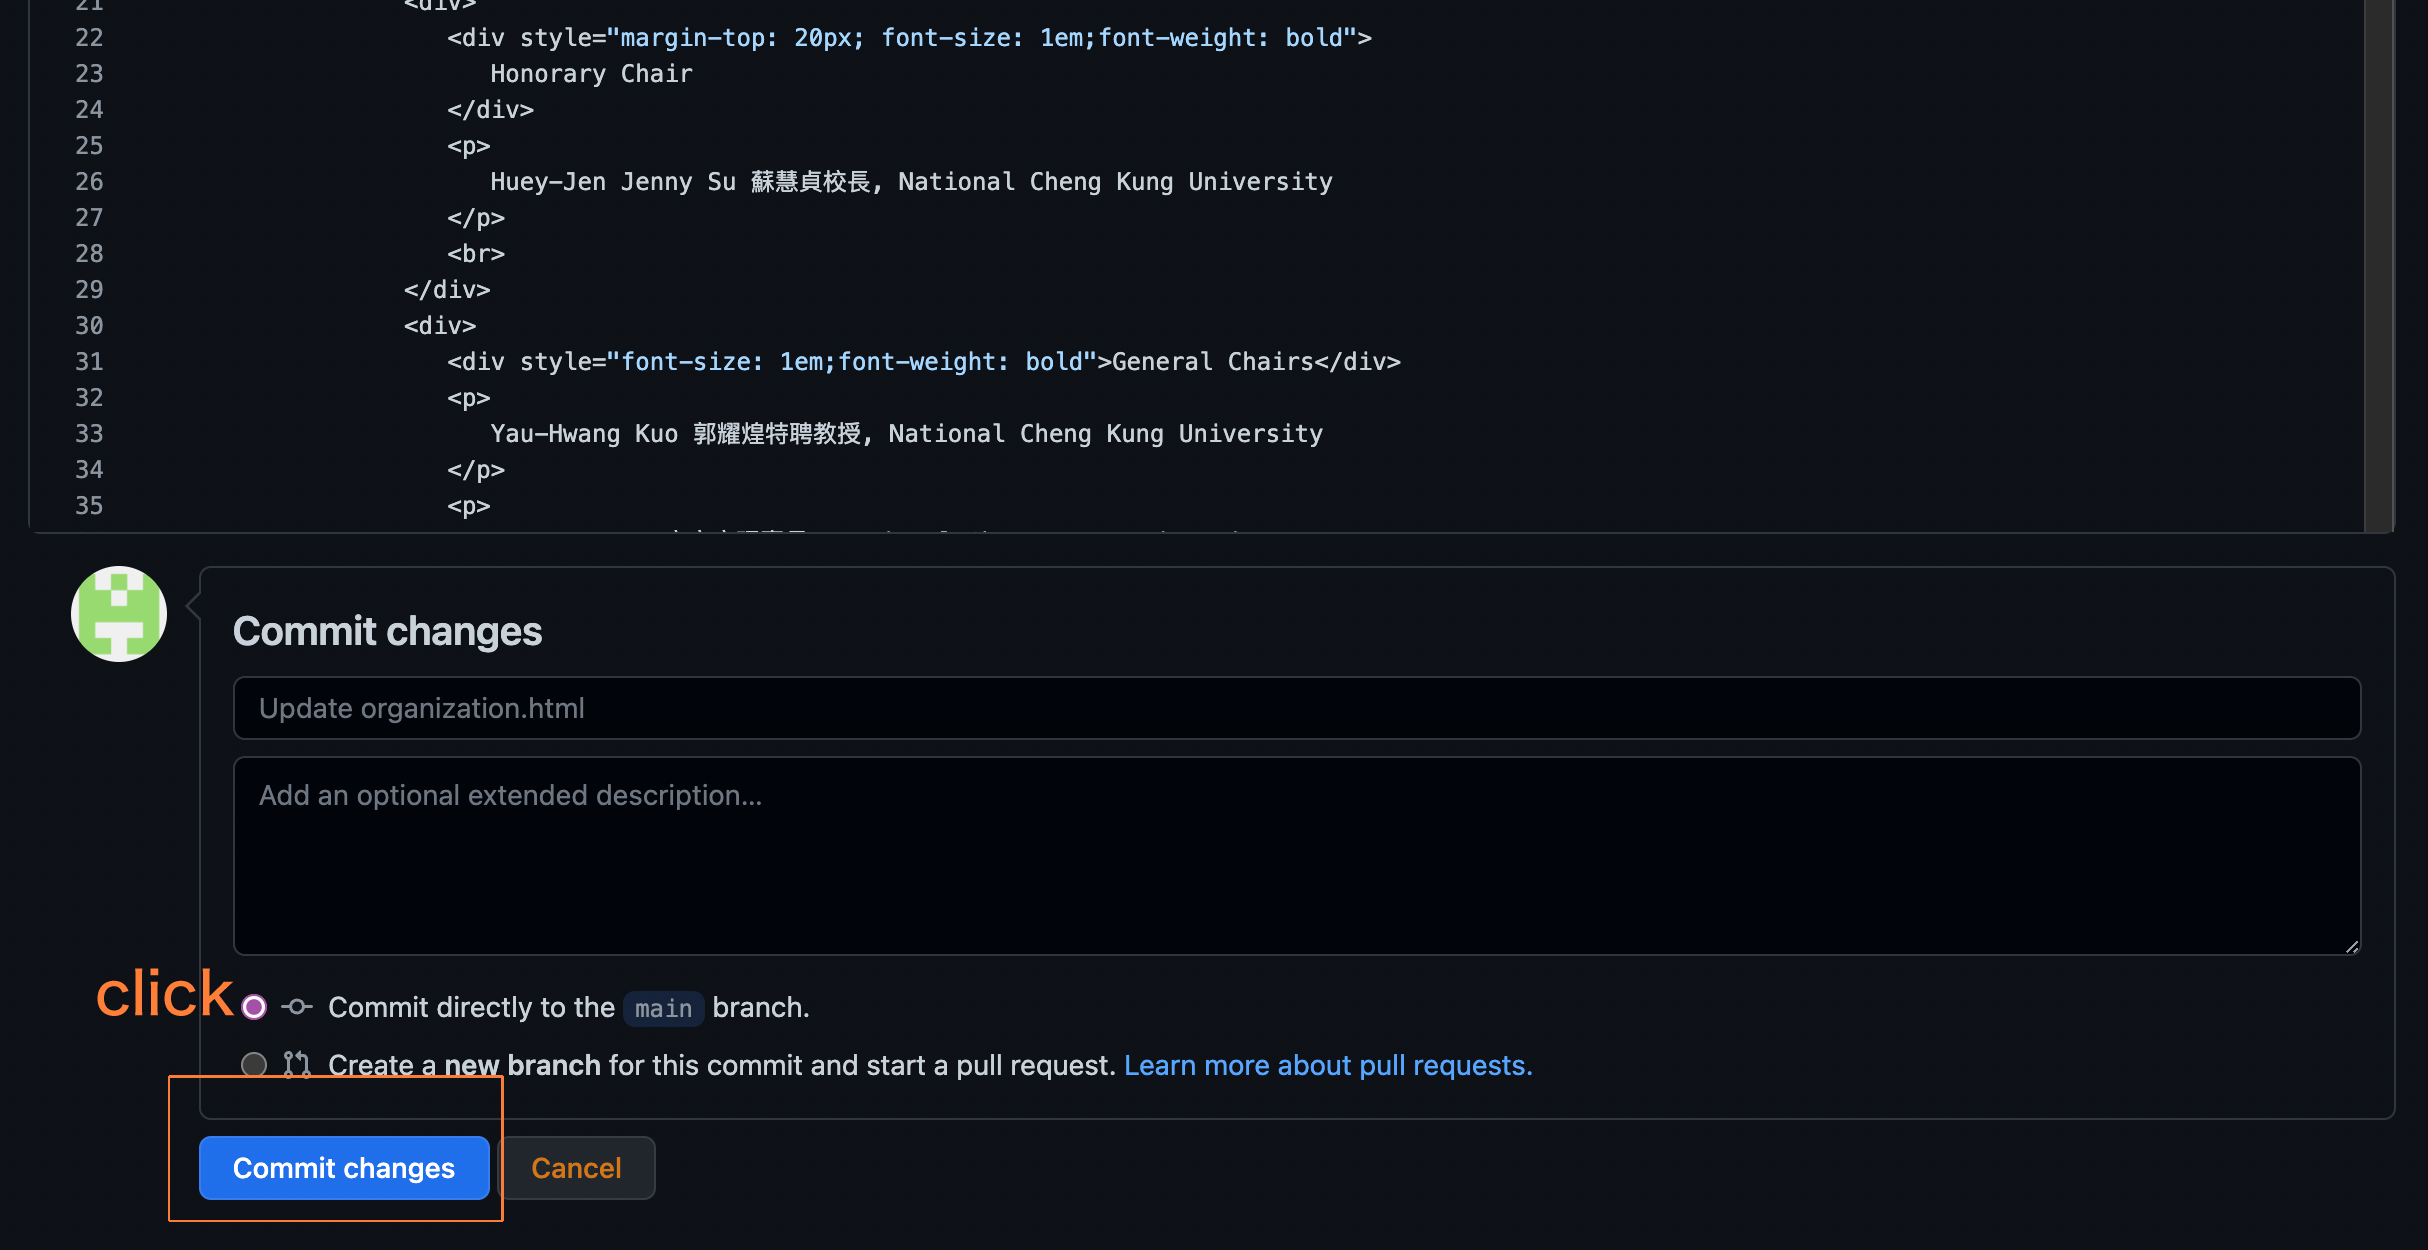 21 <div>
22 <div style="margin-top: 20px; font-size: 1em;font-weight: bold">
23 Honorary Chair
24 </div>
25 <p>
26 Huey-Jen Jenny Su 蘇慧貞校長, National Cheng Kung University
27 </p>
28 <br>
29 </div>
30 <div>
31 <div style="font-size: 1em;font-weight: bold">General Chairs</div>
32 <p>
33 Yau-Hwang Kuo 郭耀煌特聘教授, National Cheng Kung University
34 </p>
35 <p>
Commit changes
Update organization.html
Add an optional extended description...
click
Commit directly to the main branch.
Create a new branch for this commit and start a pull request. Learn more about pull requests.
Commit changes
Cancel